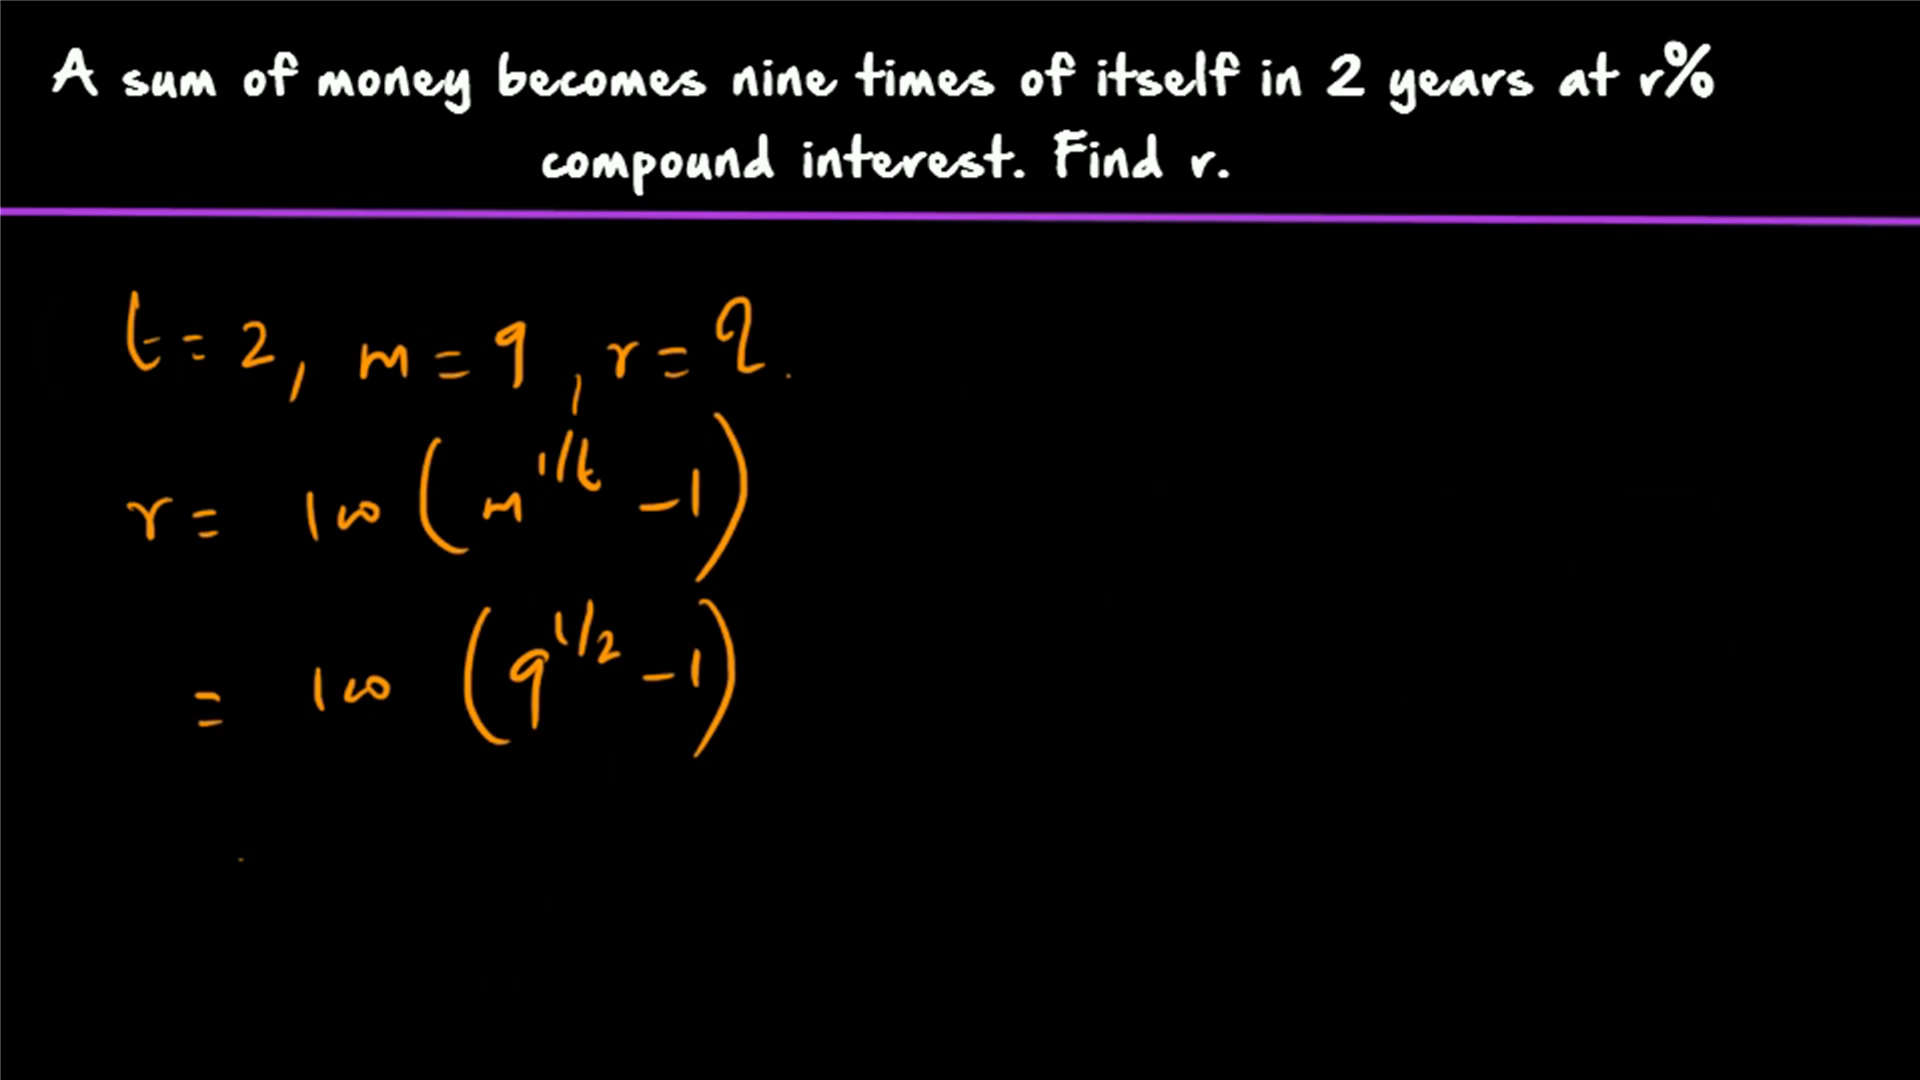 A sum of money becomes nine times of itself in 2 years at r%
compound interest. Find r.
t = 2, m = 9, r = ?.
r = 100 (m^1/t - 1)
= 100 (9^1/2 - 1)